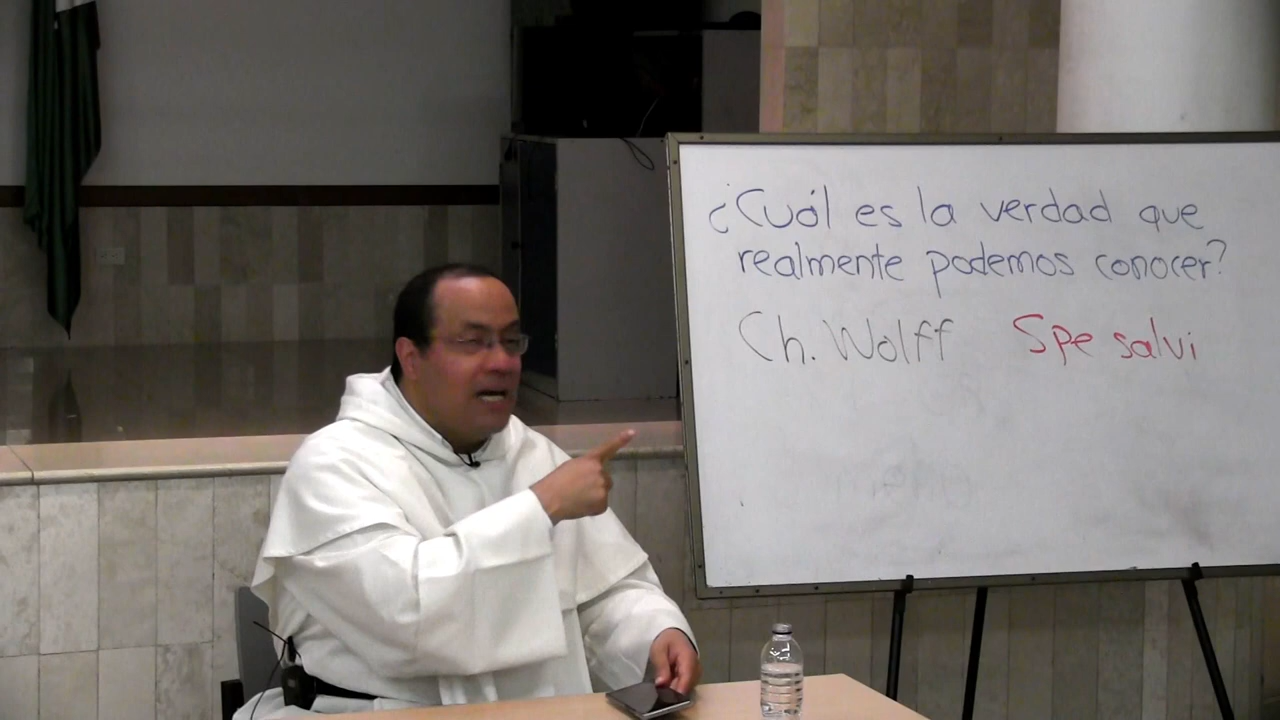 ¿Cuál es la verdad que
realmente podemos conocer?
Ch. Wolff Spe salvi